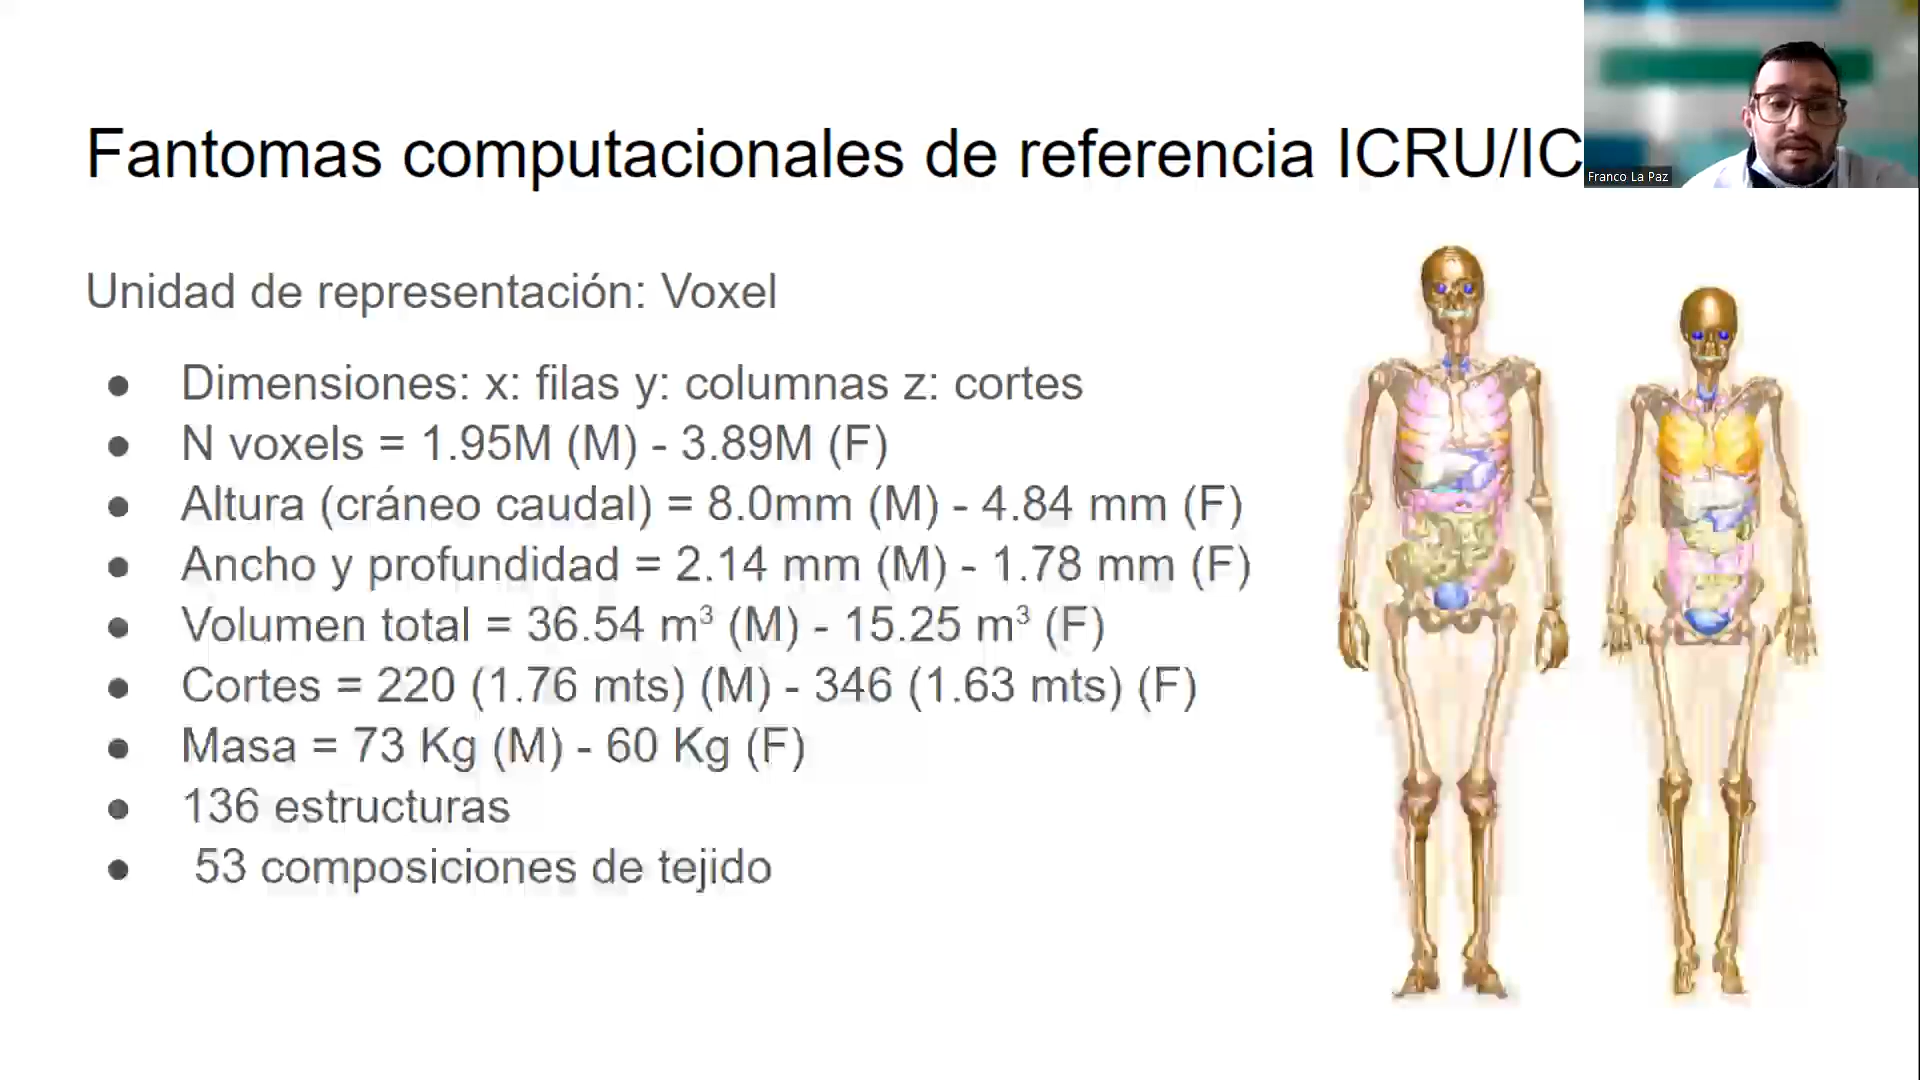 Fantomas computacionales de referencia ICRU/IC
Franco La Paz
Unidad de representación: Voxel
● Dimensiones: x: filas y: columnas z: cortes
● N voxels = 1.95M (M) - 3.89M (F)
● Altura (cráneo caudal) = 8.0mm (M) - 4.84 mm (F)
● Ancho y profundidad = 2.14 mm (M) - 1.78 mm (F)
● Volumen total = 36.54 m³ (M) - 15.25 m³ (F)
● Cortes = 220 (1.76 mts) (M) - 346 (1.63 mts) (F)
● Masa = 73 Kg (M) - 60 Kg (F)
● 136 estructuras
● 53 composiciones de tejido